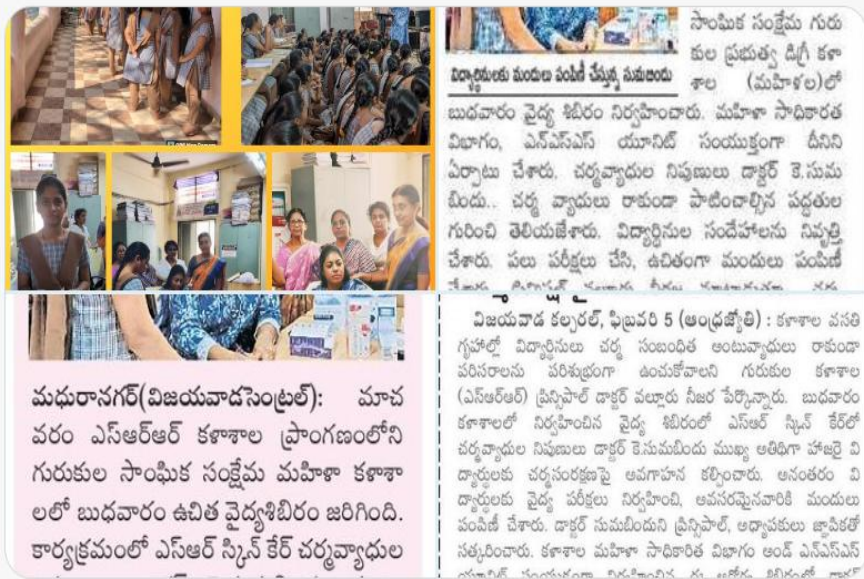 విద్యార్థినులకు మందులు పంపిణీ చేస్తున్న సుమబిందు
సాంఘిక సంక్షేమ గురు
కుల ప్రభుత్వ డిగ్రీ కళా
శాల (మహిళల)లో
బుధవారం వైద్య శిబిరం నిర్వహించారు. మహిళా సాధికారత
విభాగం, ఎన్ఎస్ఎస్ యూనిట్ సంయుక్తంగా దీనిని
ఏర్పాటు చేశారు. చర్మవ్యాధుల నిపుణులు డాక్టర్ కె.సుమ
బిందు.. చర్మ వ్యాధులు రాకుండా పాటించాల్సిన పద్ధతుల
గురించి తెలియజేశారు. విద్యార్థినుల సందేహాలను నివృత్తి
చేశారు. పలు పరీక్షలు చేసి, ఉచితంగా మందులు పంపిణీ
మధురానగర్(విజయవాడసెంట్రల్): మాచ
వరం ఎస్ఆర్ఆర్ కళాశాల ప్రాంగణంలోని
గురుకుల సాంఘిక సంక్షేమ మహిళా కళాశా
లలో బుధవారం ఉచిత వైద్యశిబిరం జరిగింది.
కార్యక్రమంలో ఎస్ఆర్ స్కిన్ కేర్ చర్మవ్యాధుల
విజయవాడ కల్చరల్, ఫిబ్రవరి 5 (ఆంధ్రజ్యోతి) : కళాశాల వసతి
గృహాల్లో విద్యార్థినులు చర్మ సంబంధిత అంటువ్యాధులు రాకుండా
పరిసరాలను పరిశుభ్రంగా ఉంచుకోవాలని గురుకుల కళాశాల
(ఎస్ఆర్ఆర్) ప్రిన్సిపాల్ డాక్టర్ వల్లూరు నీజర పేర్కొన్నారు. బుధవారం
కళాశాలలో నిర్వహించిన వైద్య శిబిరంలో ఎస్ఆర్ స్కిన్ కేర్‌లో
చర్మవ్యాధుల నిపుణులు డాక్టర్ కె.సుమబిందు ముఖ్య అతిథిగా హాజరై వి
ద్యార్థులకు చర్మసంరక్షణపై అవగాహన కల్పించారు. అనంతరం వి
ద్యార్థులకు వైద్య పరీక్షలు నిర్వహించి, అవసరమైనవారికి మందులు
పంపిణీ చేశారు. డాక్టర్ సుమబిందుని ప్రిన్సిపాల్, అధ్యాపకులు జ్ఞాపికతో
సత్కరించారు. కళాశాల మహిళా సాధికారిత విభాగం అండ్ ఎన్ఎస్ఎస్